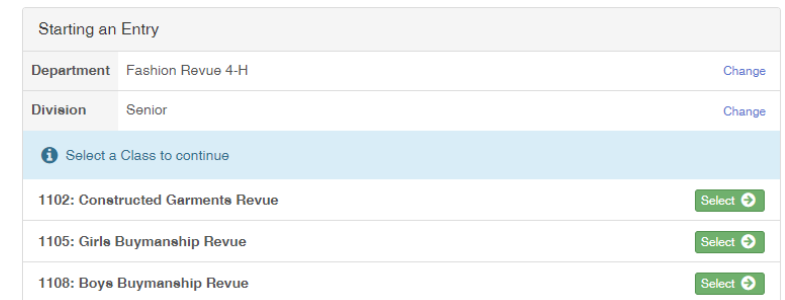 Starting an Entry
Department Fashion Revue 4-H Change
Division Senior Change
Select a Class to continue
1102: Constructed Garments Revue Select
1105: Girls Buymanship Revue Select
1108: Boys Buymanship Revue Select